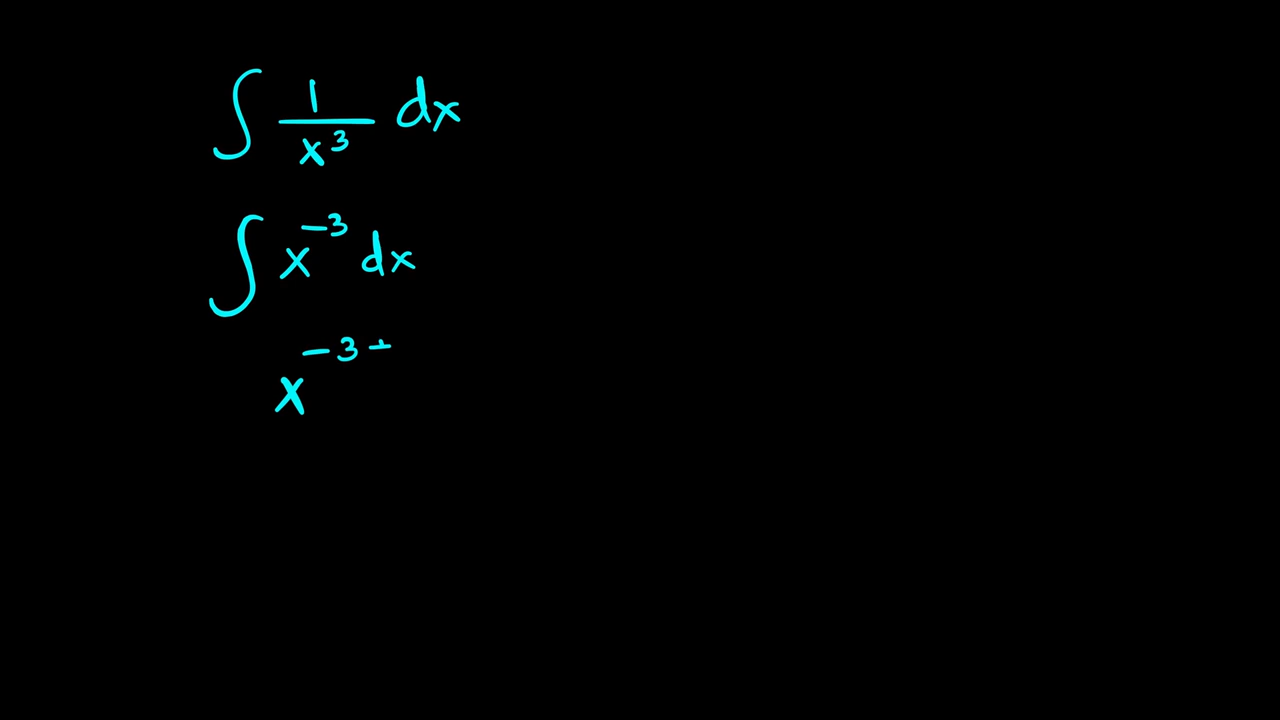 ∫ 1/x³ dx
∫ x⁻³ dx
x⁻³⁺